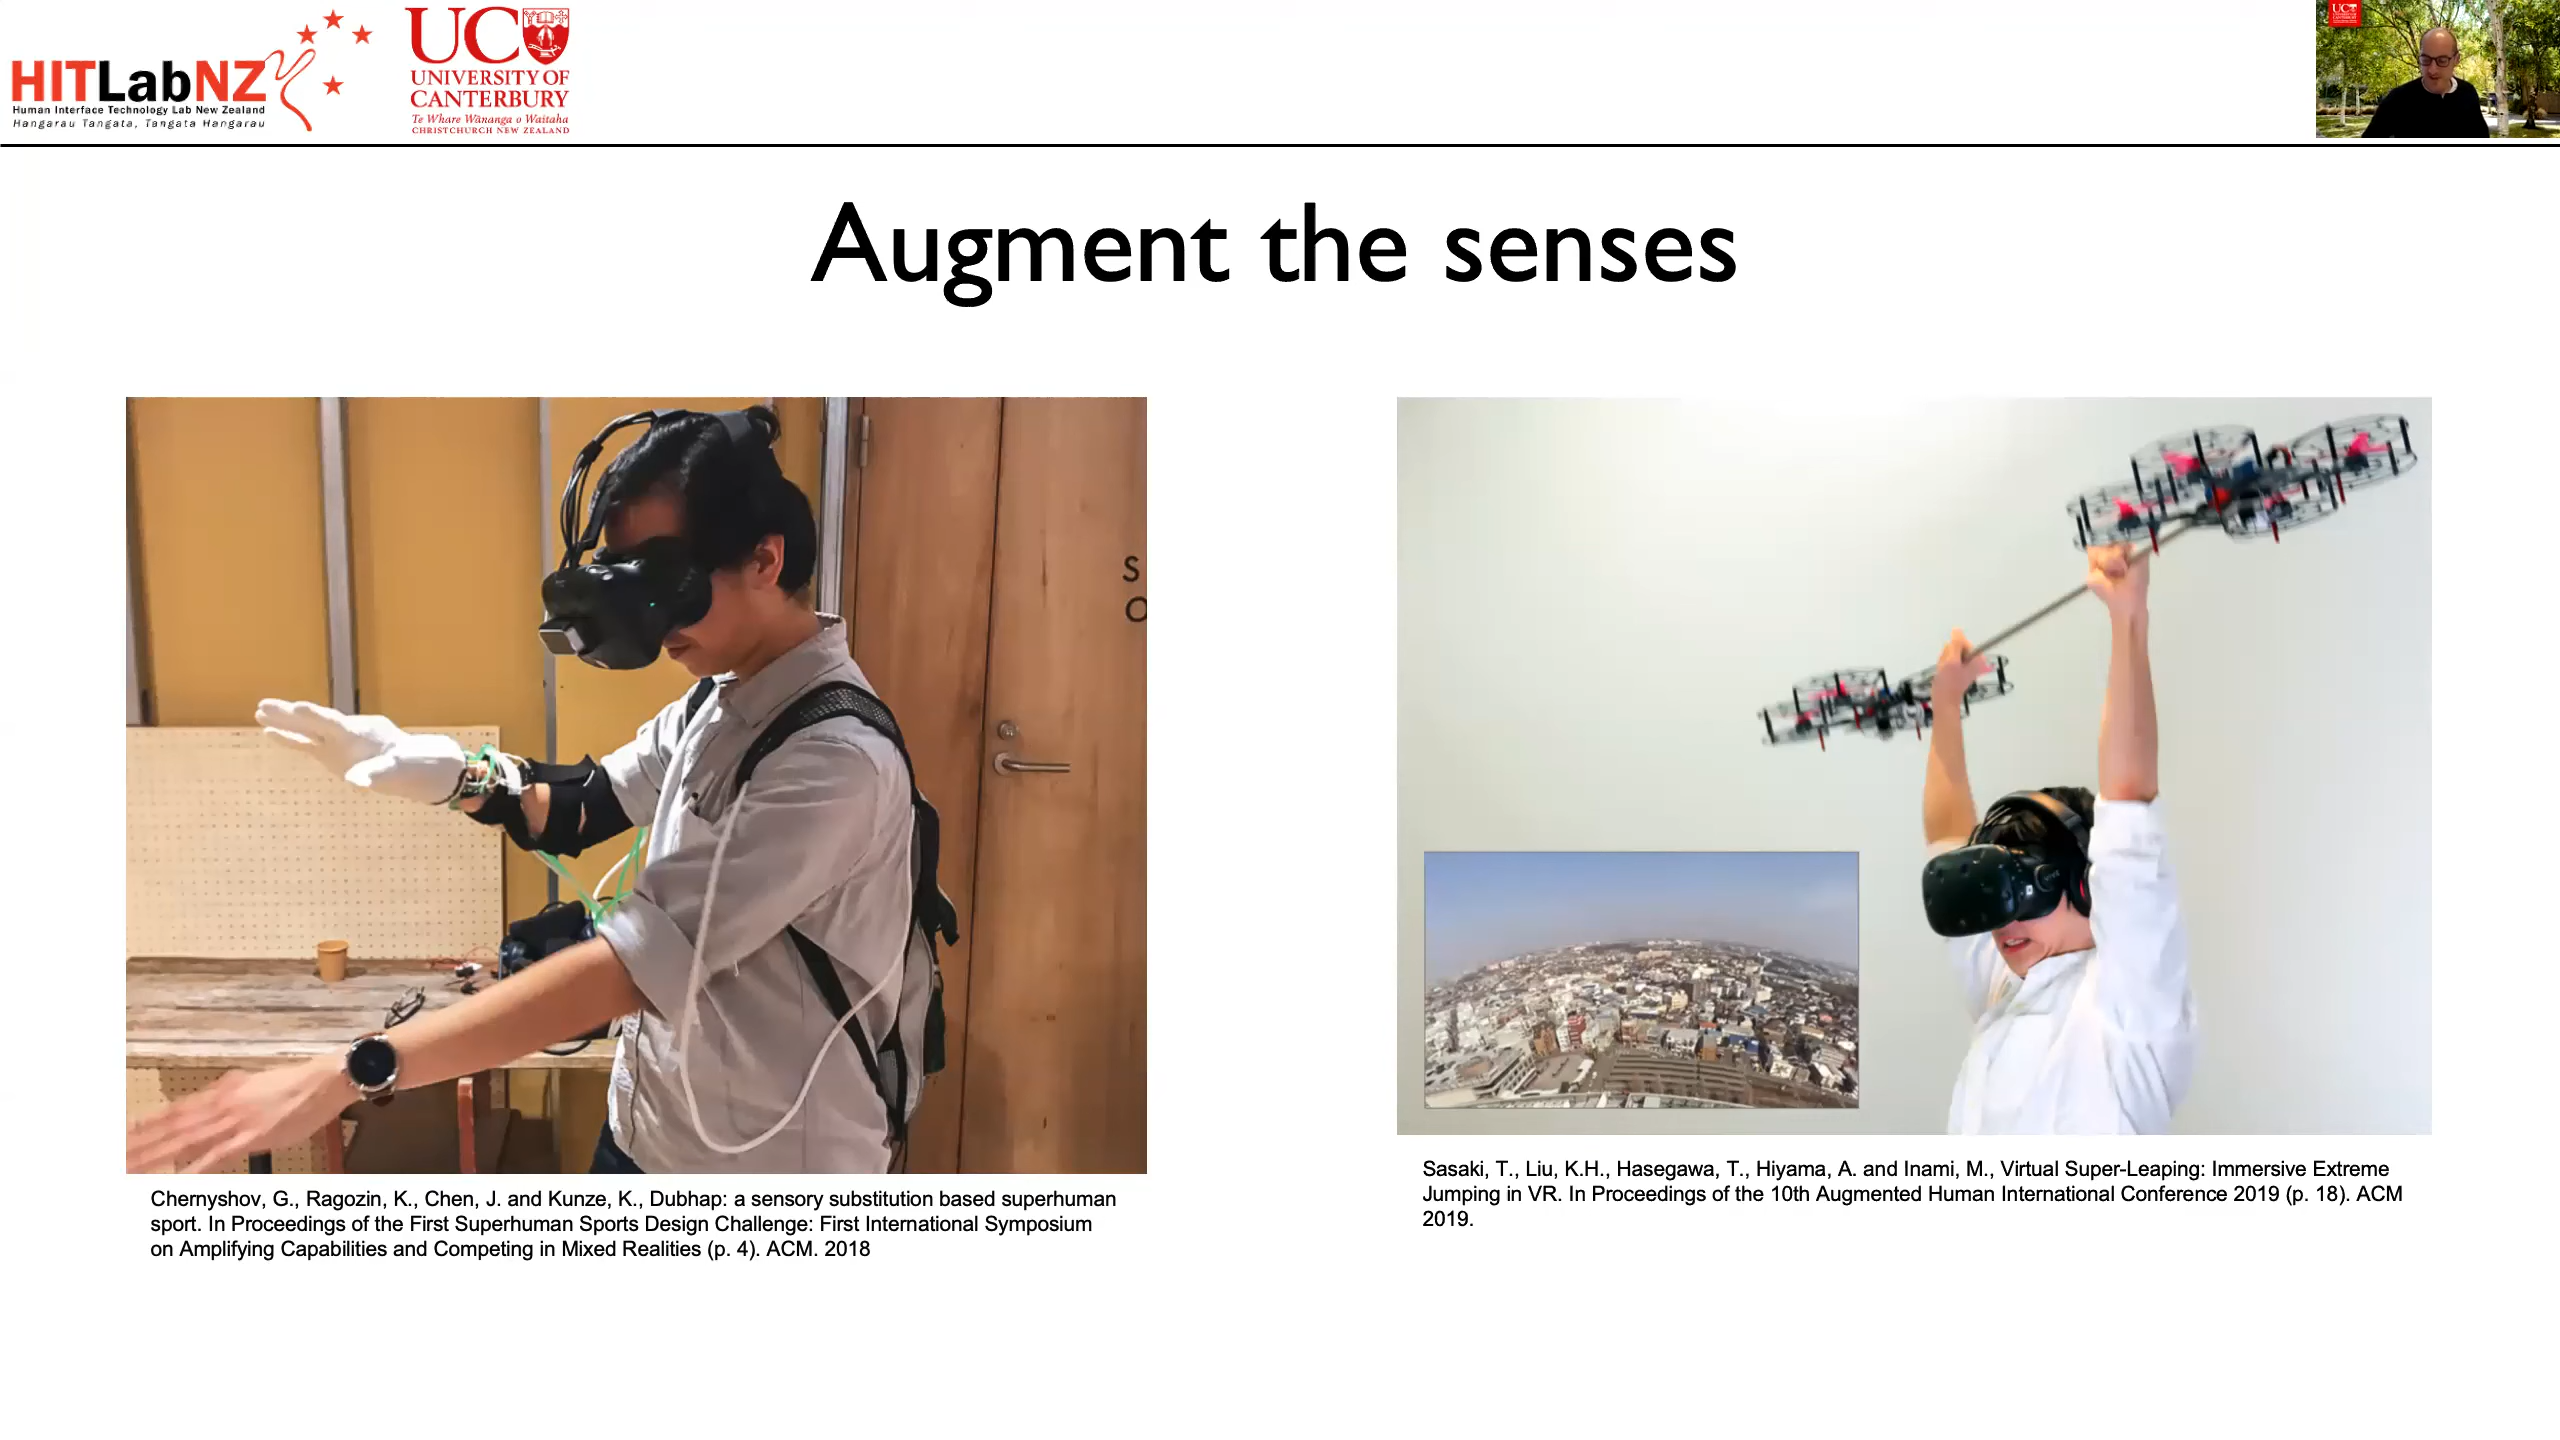 HITLabNZ
Human Interface Technology Lab New Zealand
Hangarau Tangata, Tangata Hangarau
UC
UNIVERSITY OF
CANTERBURY
Te Whare Wānanga o Waitaha
CHRISTCHURCH NEW ZEALAND
UC
Augment the senses
S
O
Chernyshov, G., Ragozin, K., Chen, J. and Kunze, K., Dubhap: a sensory substitution based superhuman
sport. In Proceedings of the First Superhuman Sports Design Challenge: First International Symposium
on Amplifying Capabilities and Competing in Mixed Realities (p. 4). ACM. 2018
Sasaki, T., Liu, K.H., Hasegawa, T., Hiyama, A. and Inami, M., Virtual Super-Leaping: Immersive Extreme
Jumping in VR. In Proceedings of the 10th Augmented Human International Conference 2019 (p. 18). ACM
2019.